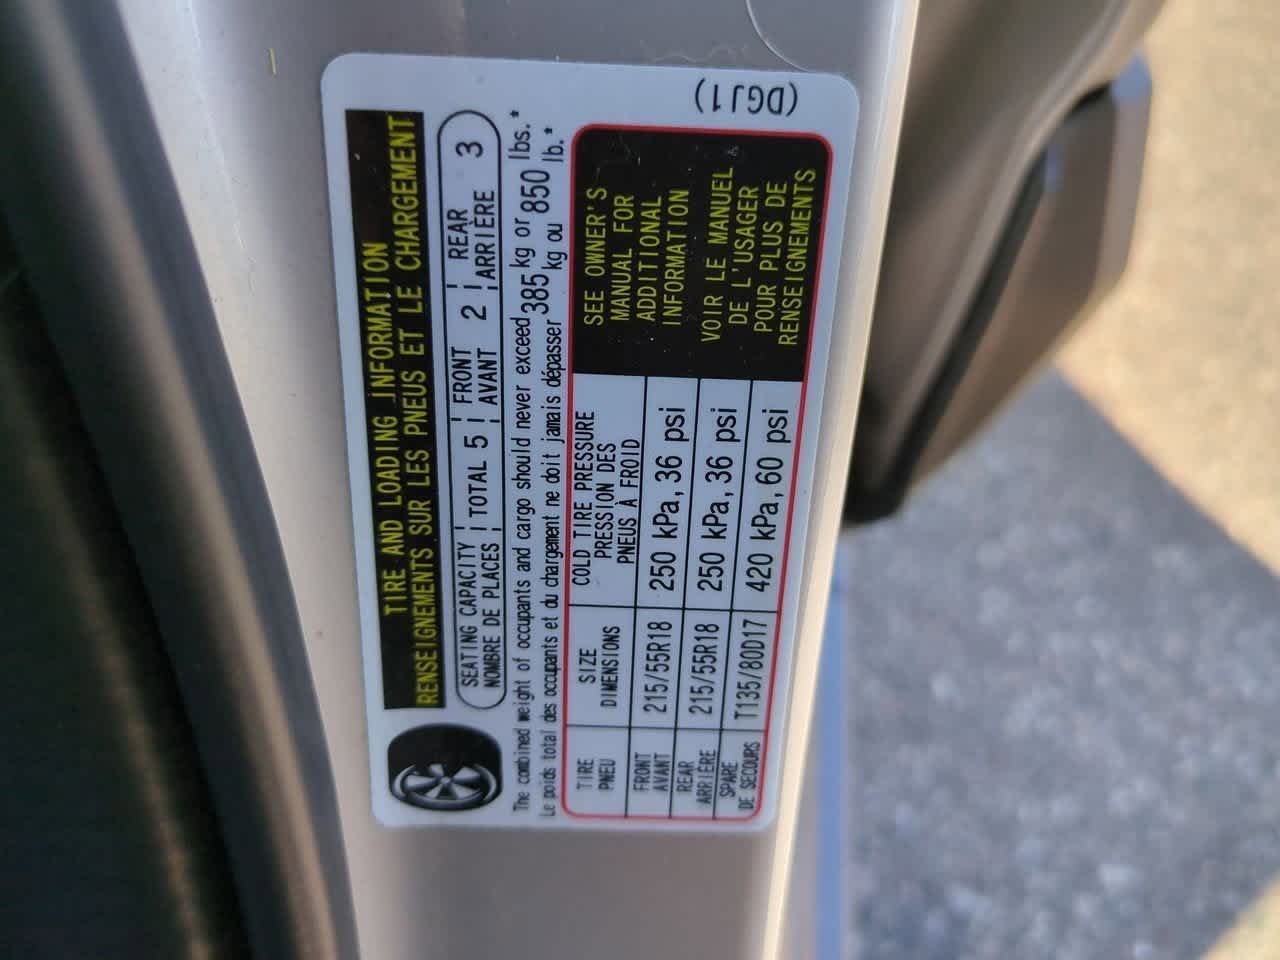 (DGJ1)
TIRE AND LOADING INFORMATION
RENSEIGNEMENTS SUR LES PNEUS ET LE CHARGEMENT
SEATING CAPACITY TOTAL 5 FRONT 2 REAR 3
NOMBRE DE PLACES AVANT ARRIÈRE
The combined weight of occupants and cargo should never exceed 385 kg or 850 lbs.*
Le poids total des occupants et du chargement ne doit jamais dépasser kg ou lb.*
TIRE SIZE COLD TIRE PRESSURE
PNEU DIMENSIONS PRESSION DES
PNEUS À FROID
FRONT 215/55R18 250 kPa, 36 psi
AVANT
REAR 215/55R18 250 kPa, 36 psi
ARRIÈRE
SPARE T135/80D17 420 kPa, 60 psi
DE SECOURS
SEE OWNER'S
MANUAL FOR
ADDITIONAL
INFORMATION
VOIR LE MANUEL
DE L'USAGER
POUR PLUS DE
RENSEIGNEMENTS